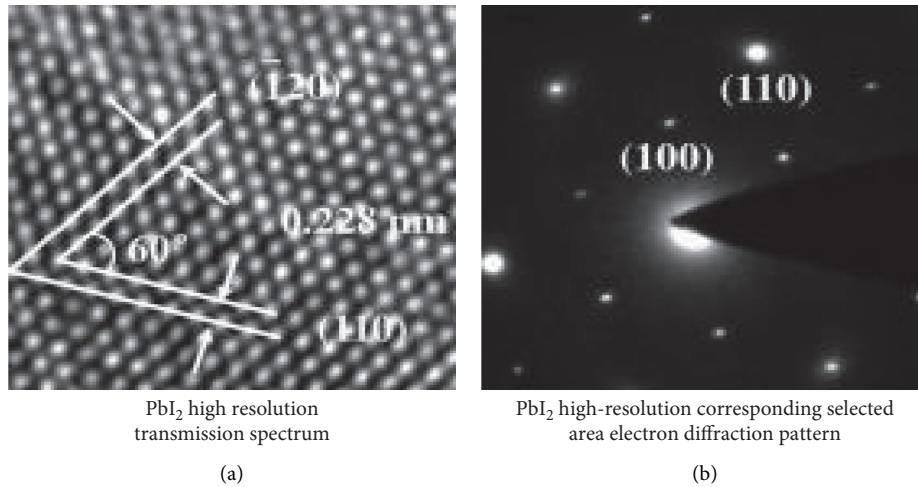 (1̄20)
0.228 µm
60°
(110)
PbI₂ high resolution
transmission spectrum
(a)
(110)
(100)
PbI₂ high-resolution corresponding selected
area electron diffraction pattern
(b)